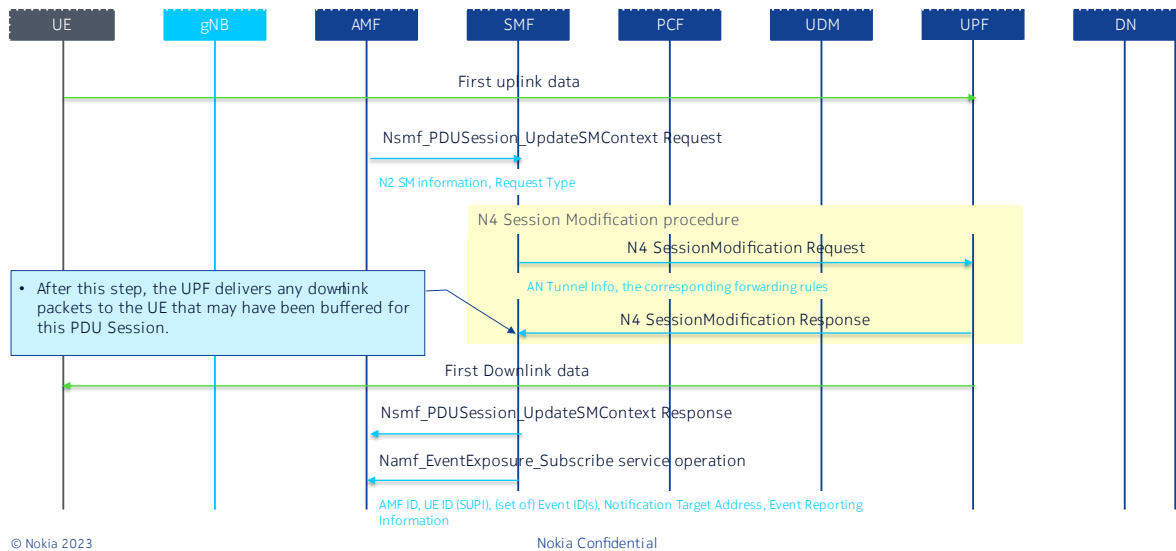 UE gNB AMF SMF PCF UDM UPF DN
First uplink data
Nsmf_PDUSession_UpdateSMContext Request
N2 SM information, Request Type
N4 Session Modification procedure
N4 SessionModification Request
• After this step, the UPF delivers any downlink
packets to the UE that may have been buffered for
this PDU Session.
AN Tunnel Info, the corresponding forwarding rules
N4 SessionModification Response
First Downlink data
Nsmf_PDUSession_UpdateSMContext Response
Namf_EventExposure_Subscribe service operation
AMF ID, UE ID (SUPI), (set of) Event ID(s), Notification Target Address, Event Reporting
Information
© Nokia 2023
Nokia Confidential